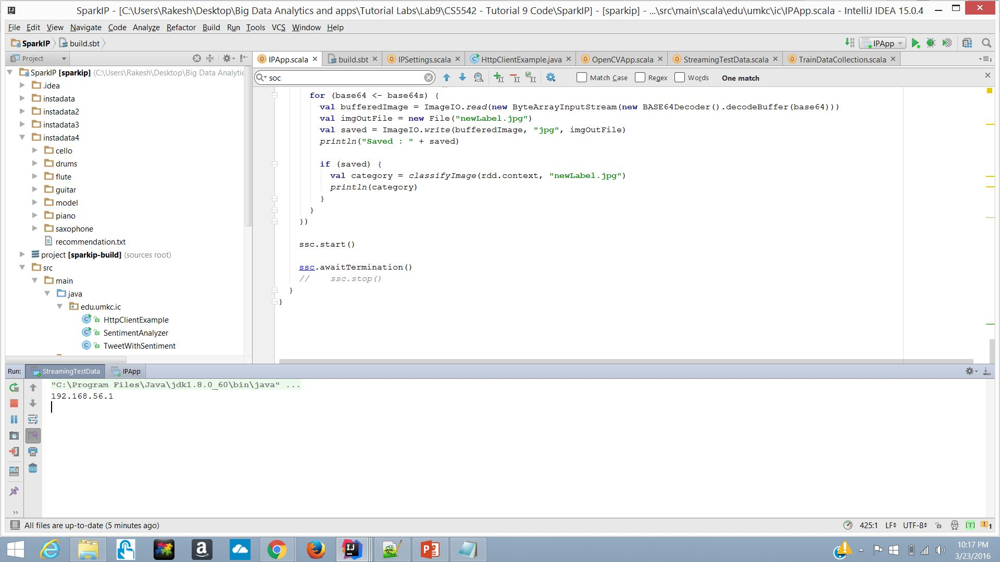 SparkIP - [C:\Users\Rakesh\Desktop\Big Data Analytics and apps\Tutorial Labs\Lab9\CS5542 - Tutorial 9 Code\SparkIP] - [sparkip] - ...\src\main\scala\edu\umkc\ic\IPApp.scala - IntelliJ IDEA 15.0.4
File Edit View Navigate Code Analyze Refactor Build Run Tools VCS Window Help
SparkIP build.sbt IPApp
Project IPApp.scala build.sbt IPSettings.scala HttpClientExample.java OpenCVApp.scala StreamingTestData.scala TrainDataCollection.scala
soc Match Case Regex Words One match
SparkIP [sparkip] (C:\Users\Rakesh\Desktop\Big Data Analytic
.idea
instadata
instadata2
instadata3
instadata4
cello
drums
flute
guitar
model
piano
saxophone
recommendation.txt
project [sparkip-build] (sources root)
src
main
java
edu.umkc.ic
HttpClientExample
SentimentAnalyzer
TweetWithSentiment
for (base64 <- base64s) {
val bufferedImage = ImageIO.read(new ByteArrayInputStream(new BASE64Decoder().decodeBuffer(base64)))
val imgOutFile = new File("newLabel.jpg")
val saved = ImageIO.write(bufferedImage, "jpg", imgOutFile)
println("Saved : " + saved)
if (saved) {
val category = classifyImage(rdd.context, "newLabel.jpg")
println(category)
}
}
})
ssc.start()
ssc.awaitTermination()
// ssc.stop()
}
}
Run: StreamingTestData IPApp
"C:\Program Files\Java\jdk1.8.0_60\bin\java" ...
192.168.56.1
All files are up-to-date (5 minutes ago) 425:1 LF UTF-8 [T] 1
10:17 PM
3/23/2016